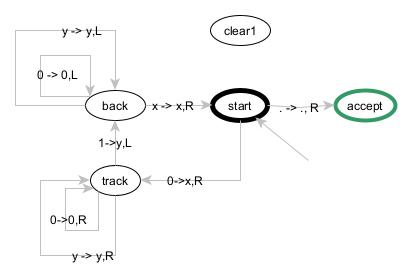 clear1
y -> y,L
0 -> 0,L
back
x -> x,R
start
. -> ., R
accept
1->y,L
track
0->x,R
0->0,R
y -> y,R